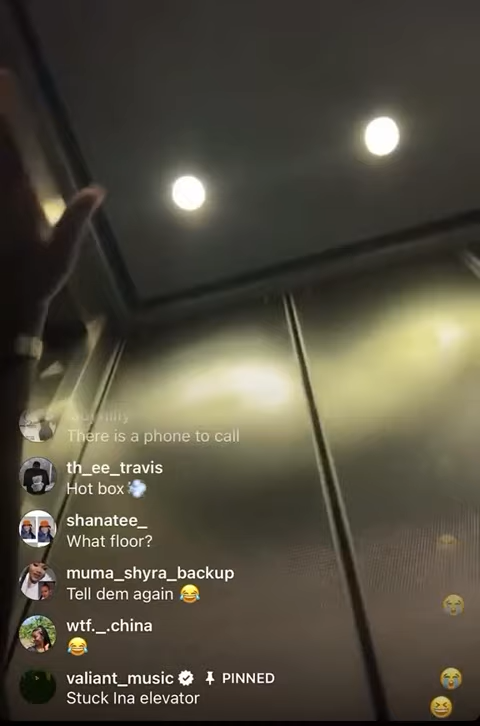 There is a phone to call
th_ee_travis
Hot box💨
shanatee_
What floor?
muma_shyra_backup
Tell dem again 😂
wtf._.china
😂
valiant_music PINNED
Stuck Ina elevator